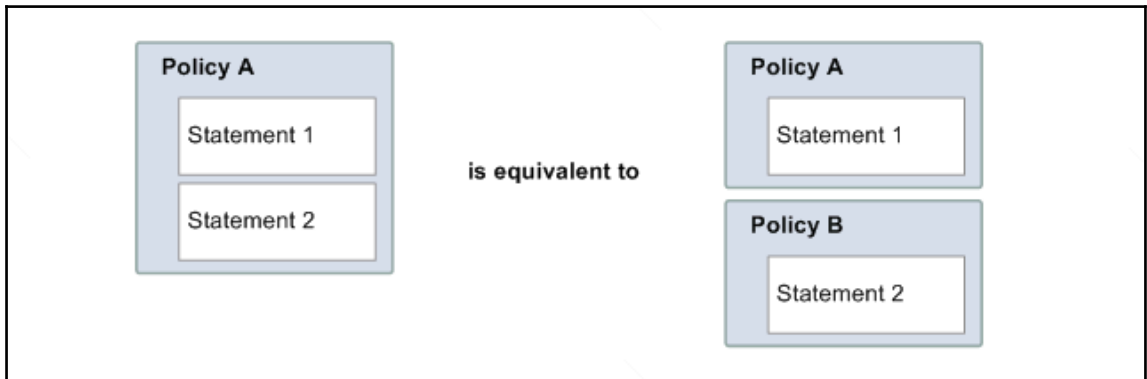 Policy A
Statement 1
Statement 2
is equivalent to
Policy A
Statement 1
Policy B
Statement 2